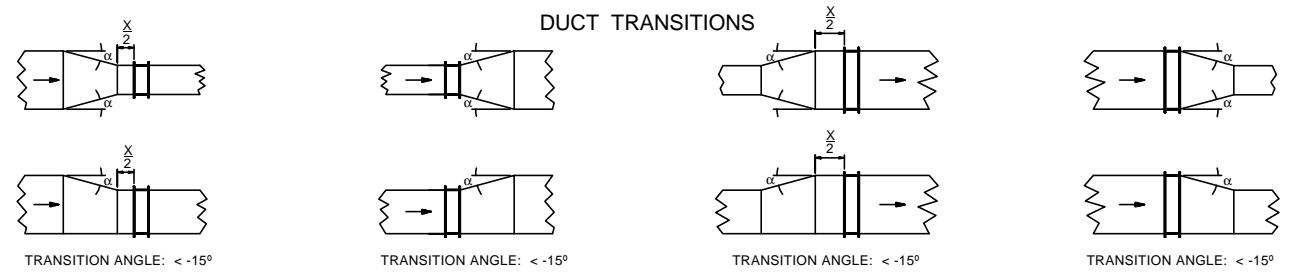 DUCT TRANSITIONS
X
2
α
α
α
α
X
2
α
α
α
α
X
2
α
α
X
2
α
α
TRANSITION ANGLE: < -15º
TRANSITION ANGLE: < -15º
TRANSITION ANGLE: < -15º
TRANSITION ANGLE: < -15º